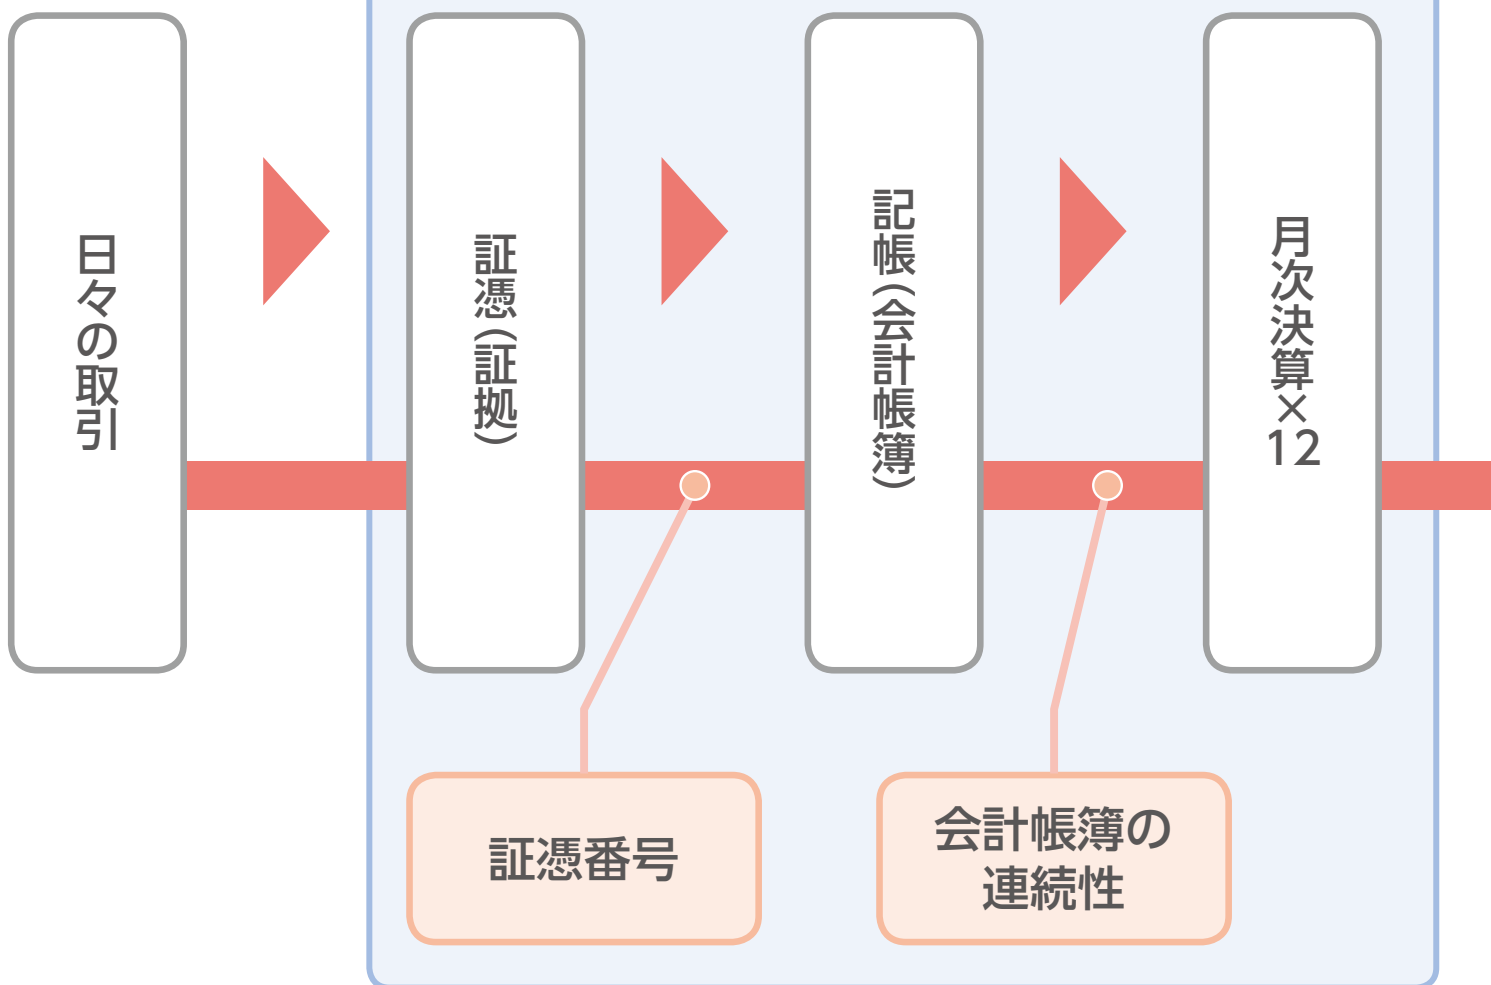 日々の取引
証憑(証拠)
記帳(会計帳簿)
月次決算×12
証憑番号
会計帳簿の
連続性